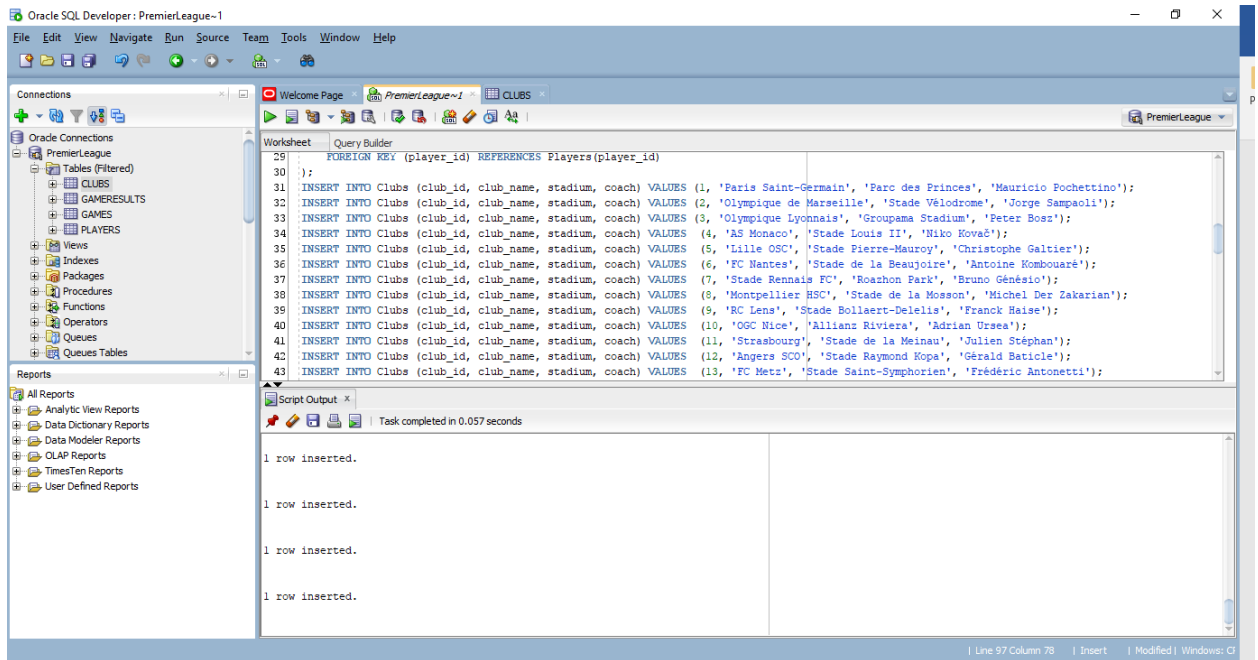 Oracle SQL Developer : PremierLeague~1
File Edit View Navigate Run Source Team Tools Window Help
Connections
Oracle Connections
PremierLeague
Tables (Filtered)
CLUBS
GAMERESULTS
GAMES
PLAYERS
Views
Indexes
Packages
Procedures
Functions
Operators
Queues
Queues Tables
Reports
All Reports
Analytic View Reports
Data Dictionary Reports
Data Modeler Reports
OLAP Reports
TimesTen Reports
User Defined Reports
Welcome Page PremierLeague~1 CLUBS
PremierLeague
Worksheet Query Builder
29 FOREIGN KEY (player_id) REFERENCES Players(player_id)
30 );
31 INSERT INTO Clubs (club_id, club_name, stadium, coach) VALUES (1, 'Paris Saint-Germain', 'Parc des Princes', 'Mauricio Pochettino');
32 INSERT INTO Clubs (club_id, club_name, stadium, coach) VALUES (2, 'Olympique de Marseille', 'Stade Vélodrome', 'Jorge Sampaoli');
33 INSERT INTO Clubs (club_id, club_name, stadium, coach) VALUES (3, 'Olympique Lyonnais', 'Groupama Stadium', 'Peter Bosz');
34 INSERT INTO Clubs (club_id, club_name, stadium, coach) VALUES (4, 'AS Monaco', 'Stade Louis II', 'Niko Kovač');
35 INSERT INTO Clubs (club_id, club_name, stadium, coach) VALUES (5, 'Lille OSC', 'Stade Pierre-Mauroy', 'Christophe Galtier');
36 INSERT INTO Clubs (club_id, club_name, stadium, coach) VALUES (6, 'FC Nantes', 'Stade de la Beaujoire', 'Antoine Kombouaré');
37 INSERT INTO Clubs (club_id, club_name, stadium, coach) VALUES (7, 'Stade Rennais FC', 'Roazhon Park', 'Bruno Génésio');
38 INSERT INTO Clubs (club_id, club_name, stadium, coach) VALUES (8, 'Montpellier HSC', 'Stade de la Mosson', 'Michel Der Zakarian');
39 INSERT INTO Clubs (club_id, club_name, stadium, coach) VALUES (9, 'RC Lens', 'Stade Bollaert-Delelis', 'Franck Haise');
40 INSERT INTO Clubs (club_id, club_name, stadium, coach) VALUES (10, 'OGC Nice', 'Allianz Riviera', 'Adrian Ursea');
41 INSERT INTO Clubs (club_id, club_name, stadium, coach) VALUES (11, 'Strasbourg', 'Stade de la Meinau', 'Julien Stéphan');
42 INSERT INTO Clubs (club_id, club_name, stadium, coach) VALUES (12, 'Angers SCO', 'Stade Raymond Kopa', 'Gérald Baticle');
43 INSERT INTO Clubs (club_id, club_name, stadium, coach) VALUES (13, 'FC Metz', 'Stade Saint-Symphorien', 'Frédéric Antonetti');
Script Output
Task completed in 0.057 seconds
1 row inserted.
1 row inserted.
1 row inserted.
1 row inserted.
Line 97 Column 78 | Insert | Modified | Windows: CF